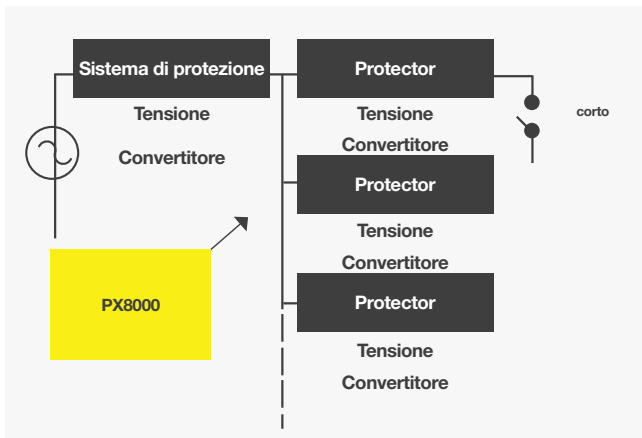 Sistema di protezione
Tensione
Convertitore
Protector
Tensione
Convertitore
Protector
Tensione
Convertitore
Protector
Tensione
Convertitore
corto
PX8000